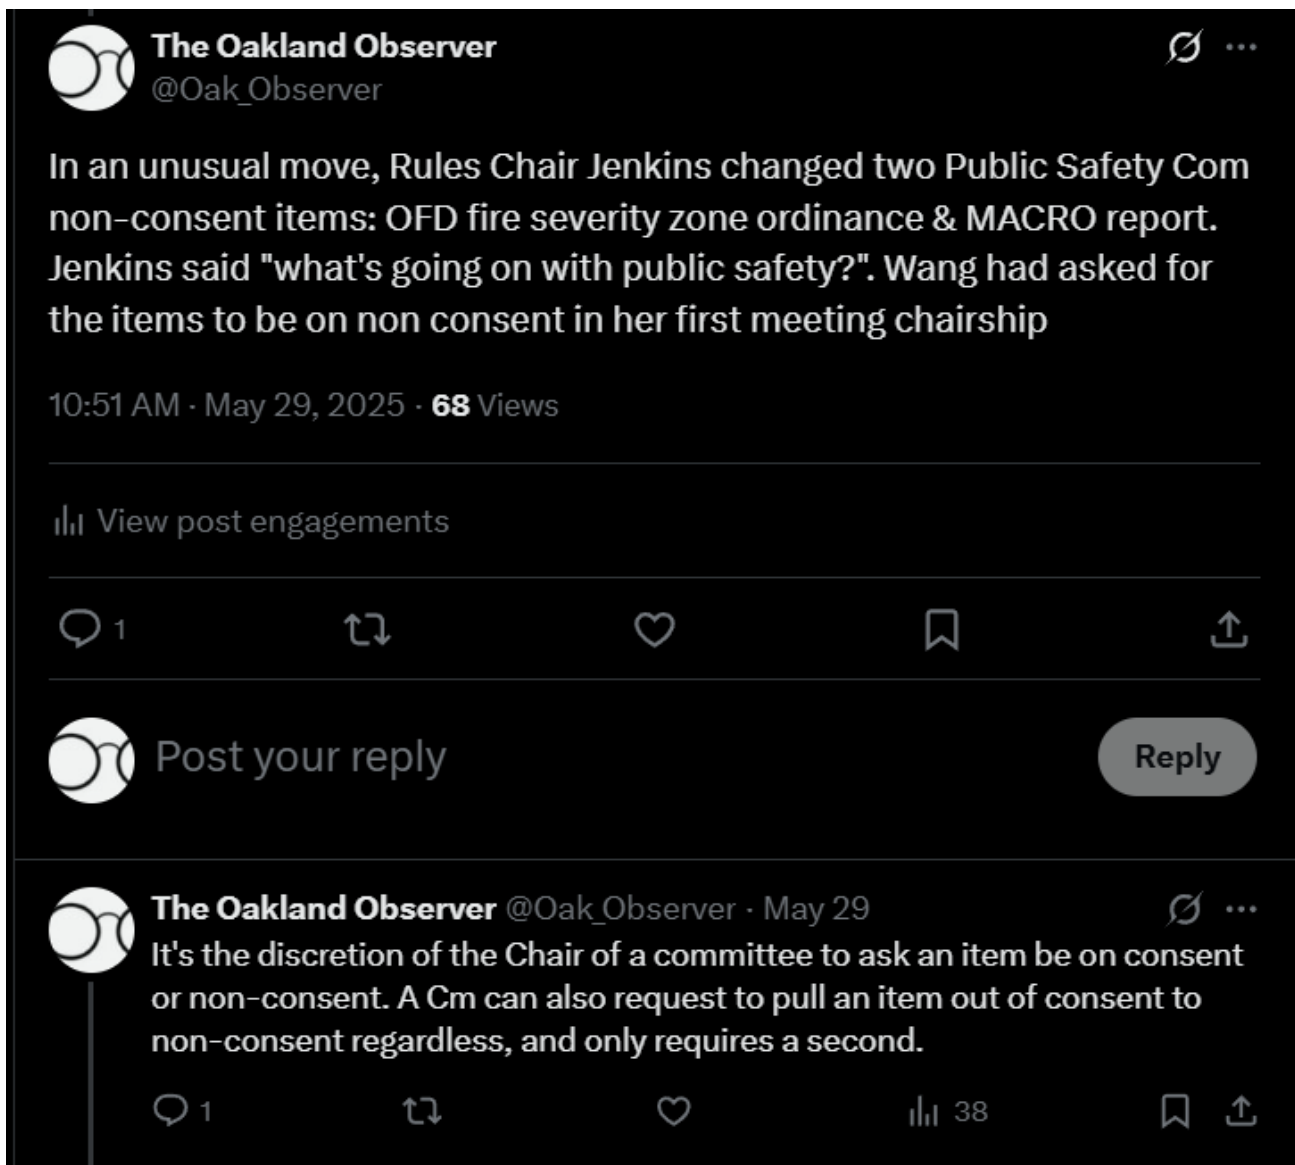 The Oakland Observer
@Oak_Observer
In an unusual move, Rules Chair Jenkins changed two Public Safety Com
non-consent items: OFD fire severity zone ordinance & MACRO report.
Jenkins said "what's going on with public safety?". Wang had asked for
the items to be on non consent in her first meeting chairship
10:51 AM · May 29, 2025 · 68 Views
View post engagements
1
Post your reply
Reply
The Oakland Observer @Oak_Observer · May 29
It's the discretion of the Chair of a committee to ask an item be on consent
or non-consent. A Cm can also request to pull an item out of consent to
non-consent regardless, and only requires a second.
1 38